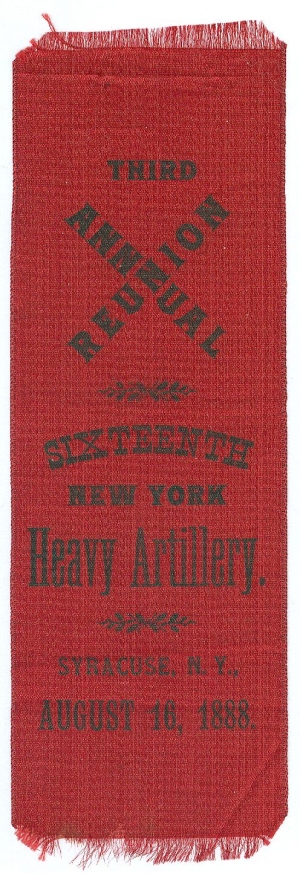 THIRD
ANNUAL
REUNION
SIXTEENTH
NEW YORK
Heavy Artillery.
SYRACUSE, N. Y.,
AUGUST 16, 1888.